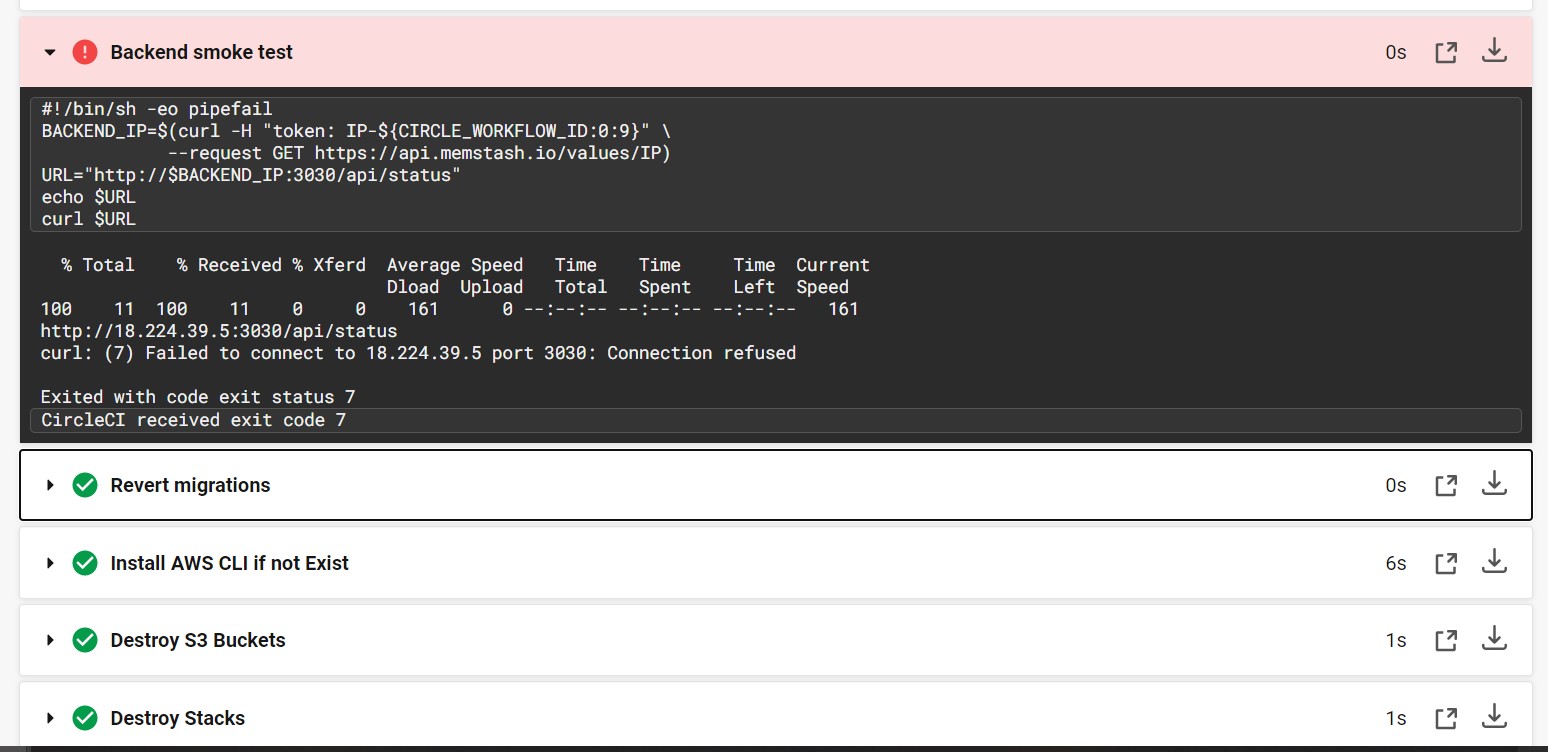 Backend smoke test 0s
#!/bin/sh -eo pipefail
BACKEND_IP=$(curl -H "token: IP-${CIRCLE_WORKFLOW_ID:0:9}" \
            --request GET https://api.memstash.io/values/IP)
URL="http://$BACKEND_IP:3030/api/status"
echo $URL
curl $URL
  % Total    % Received % Xferd  Average Speed   Time    Time     Time  Current
                                 Dload  Upload   Total   Spent    Left  Speed
100    11  100    11    0     0    161      0 --:--:-- --:--:-- --:--:--   161
http://18.224.39.5:3030/api/status
curl: (7) Failed to connect to 18.224.39.5 port 3030: Connection refused
Exited with code exit status 7
CircleCI received exit code 7
Revert migrations 0s
Install AWS CLI if not Exist 6s
Destroy S3 Buckets 1s
Destroy Stacks 1s